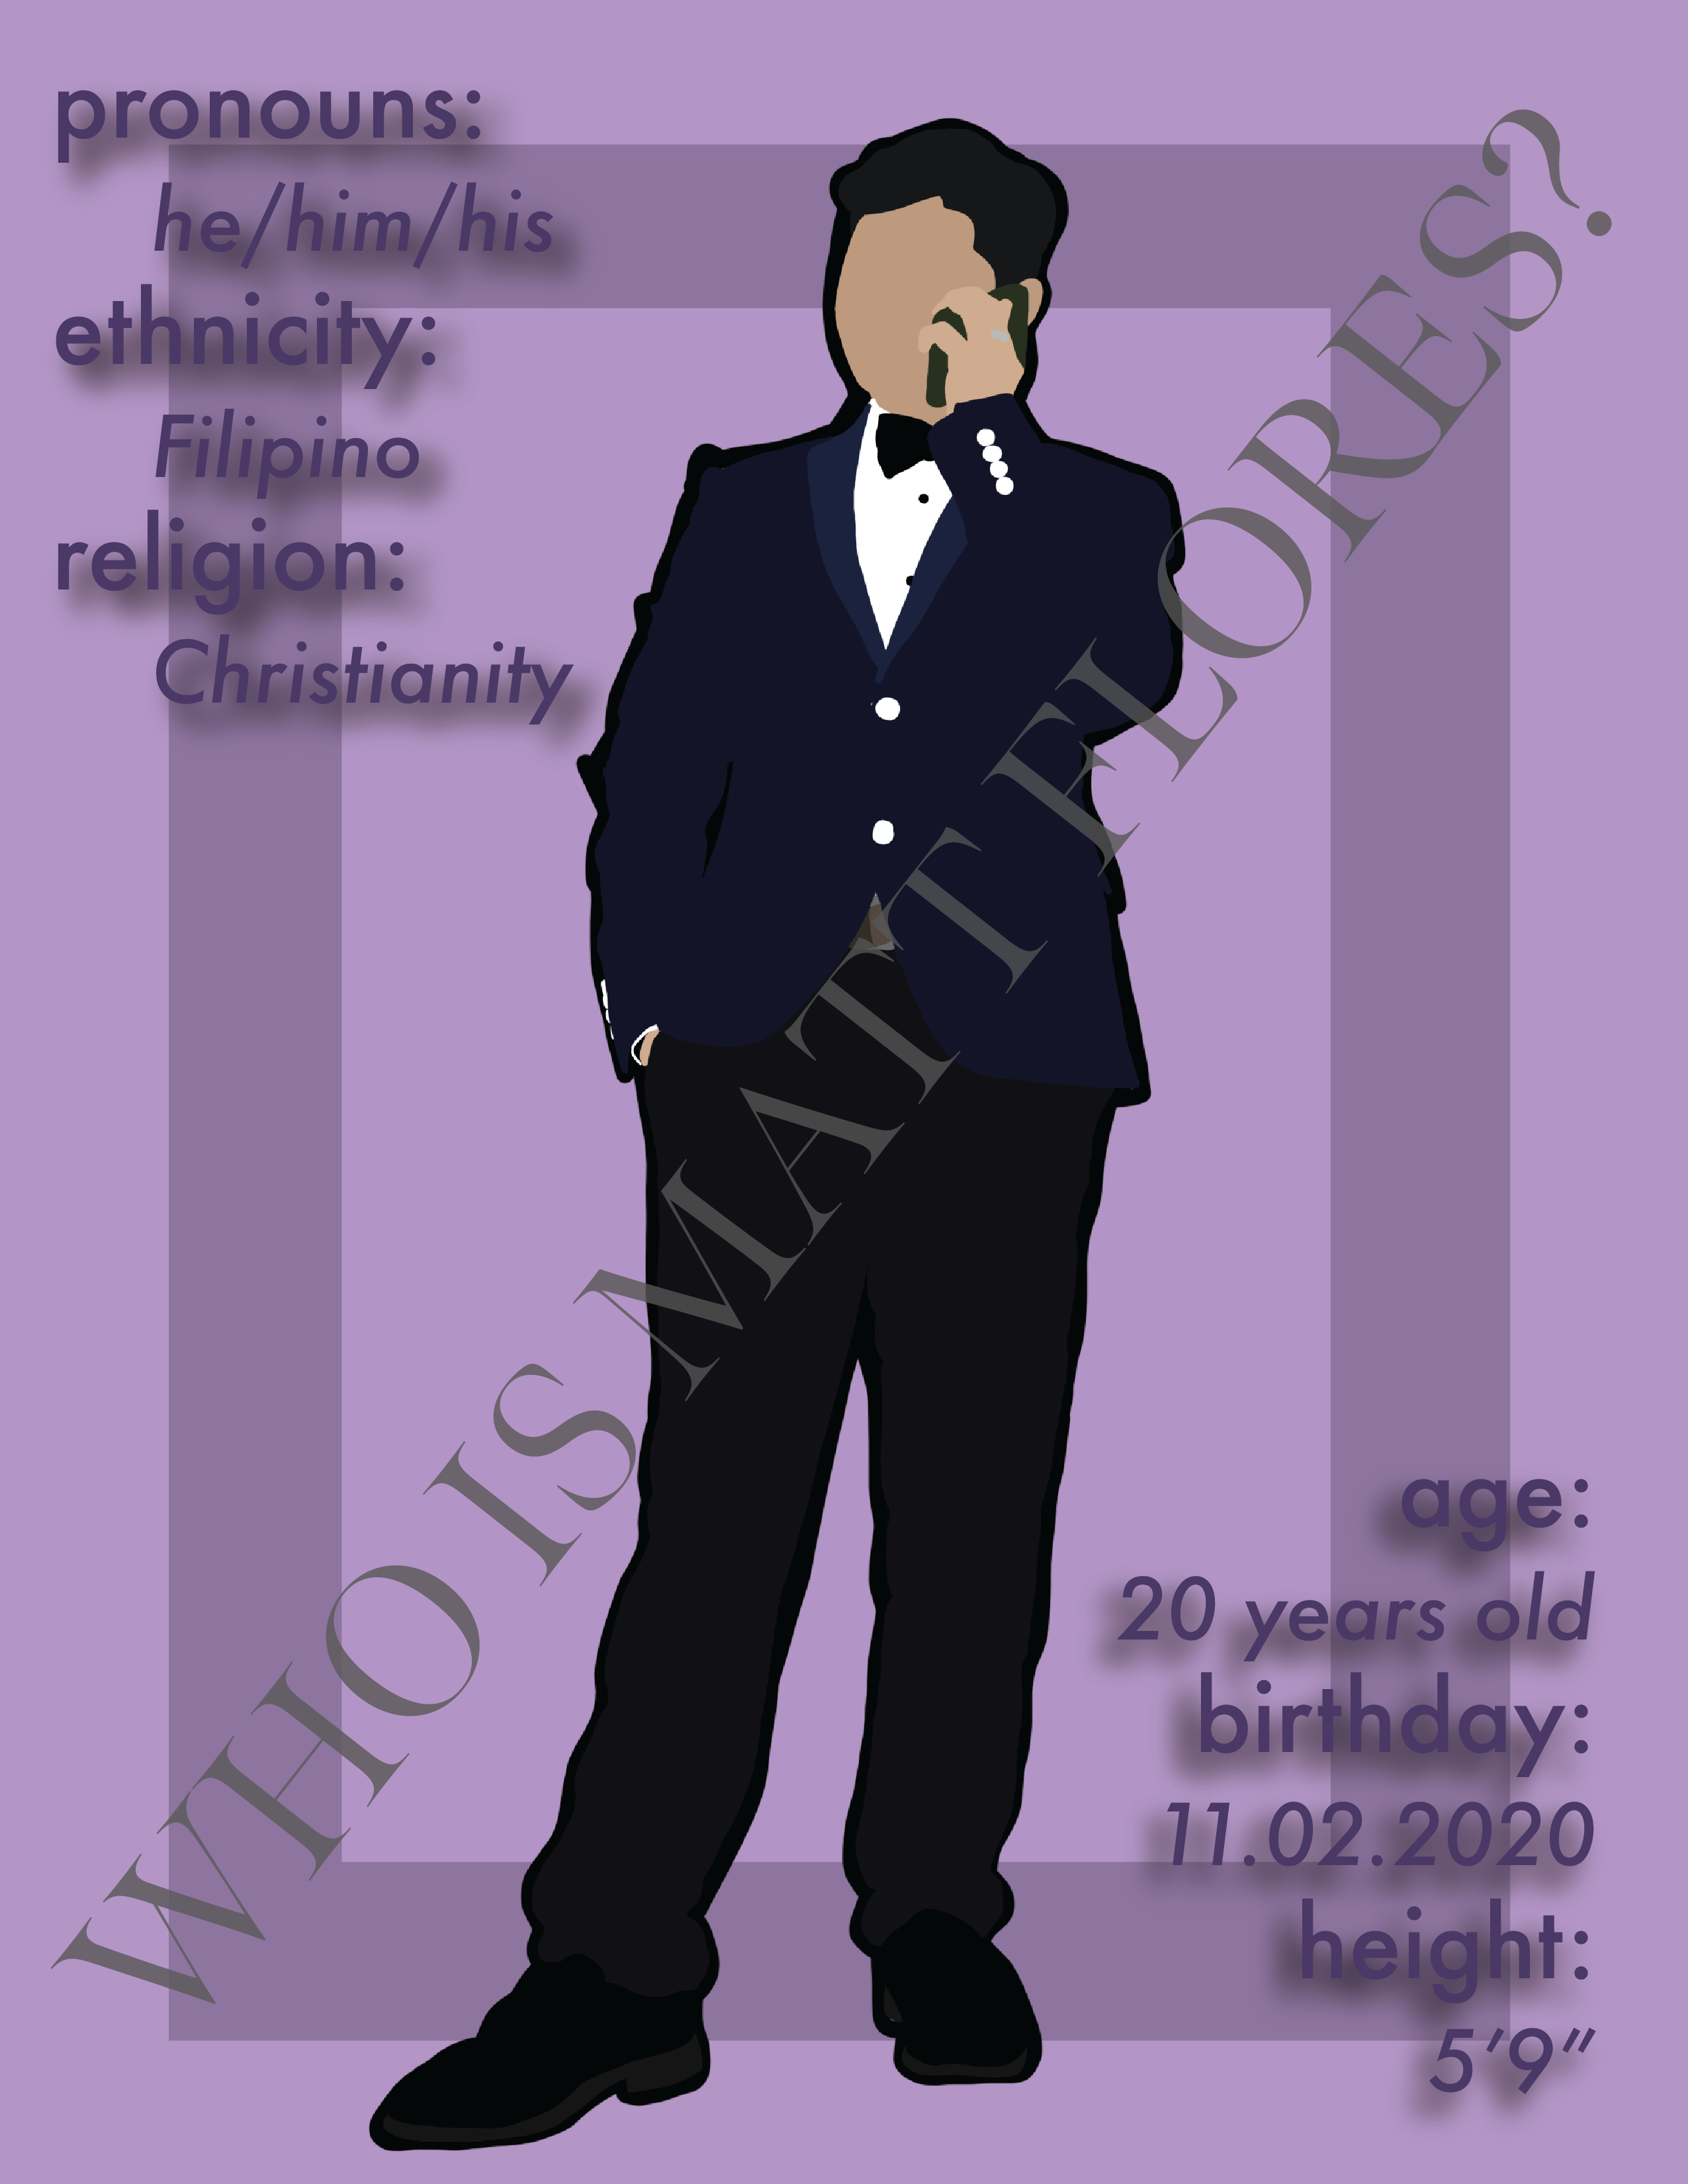 pronouns:
he/him/his
ethnicity:
Filipino
religion:
Christianity
WHO IS MATT FLORES?
age:
20 years old
birthday:
11.02.2020
height:
5'9"